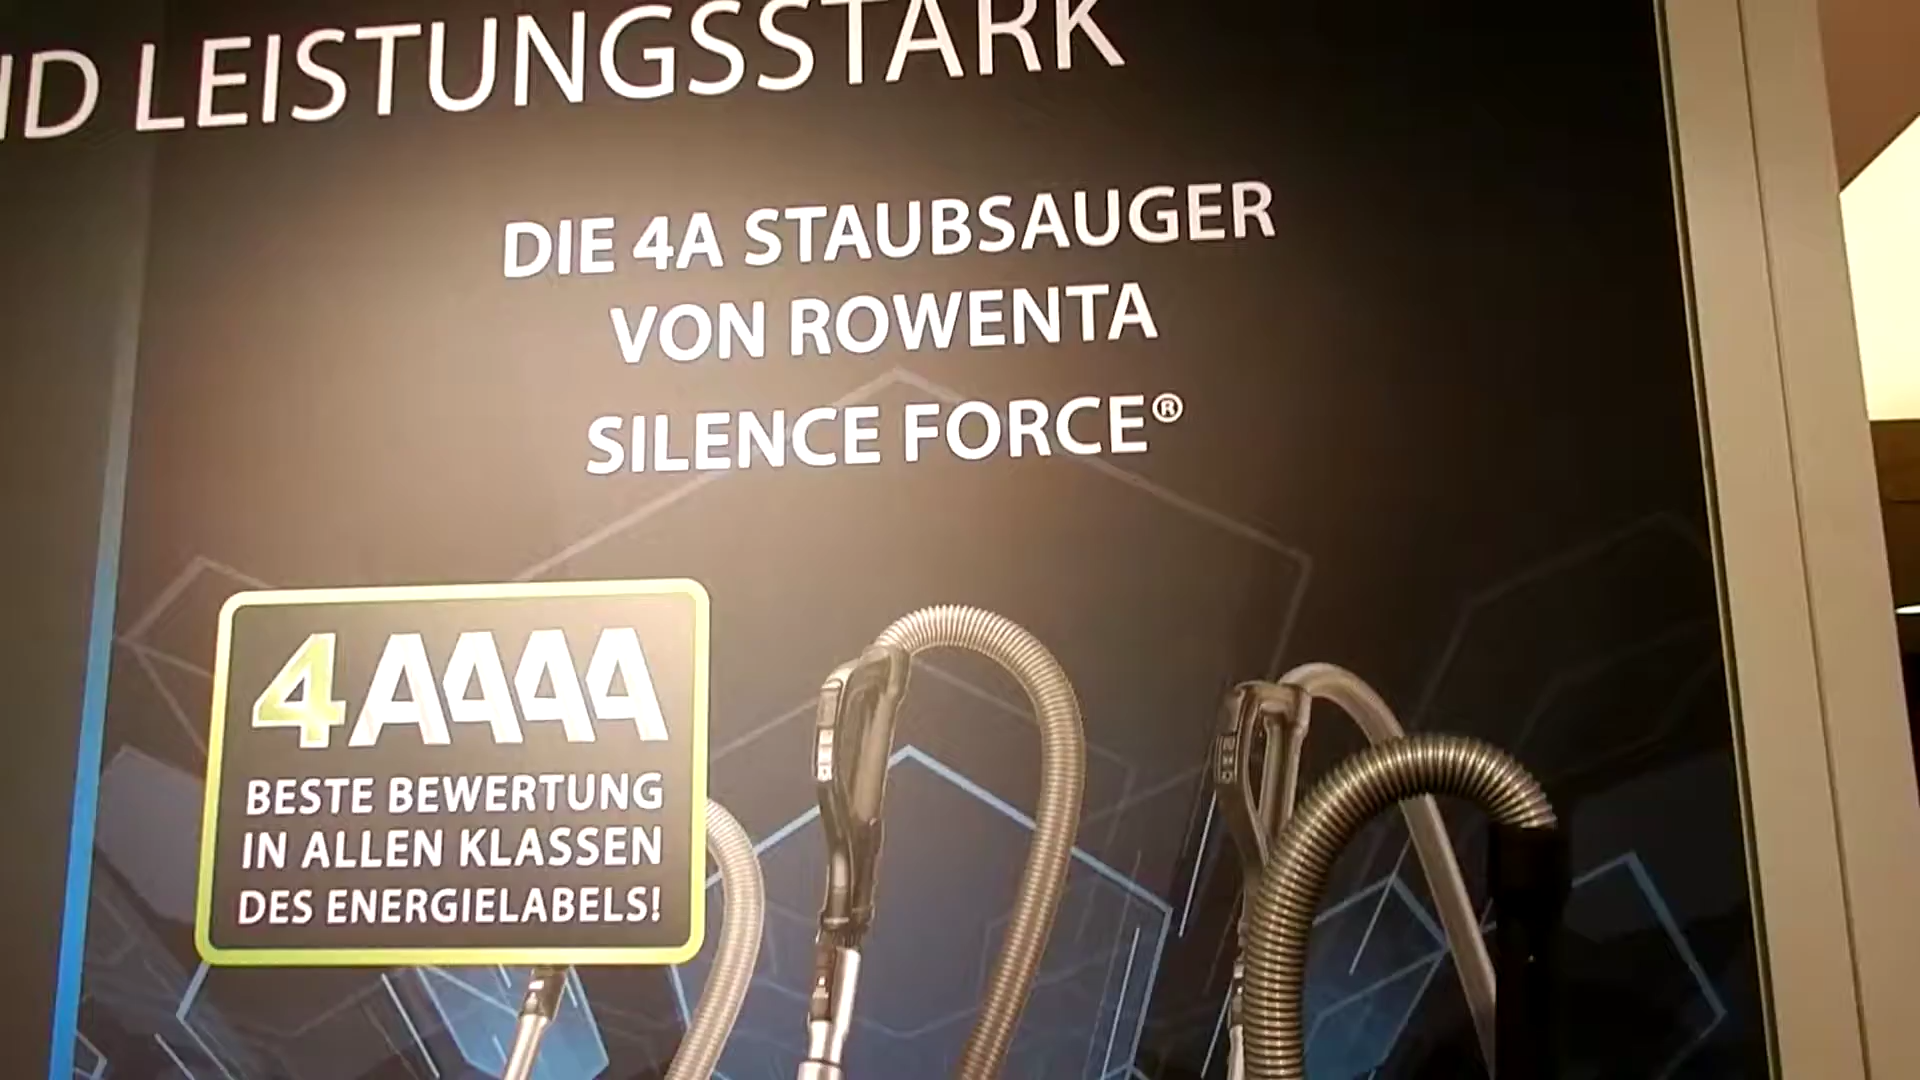 LEISTUNGSSTARK
DIE 4A STAUBSAUGER
VON ROWENTA
SILENCE FORCE®
4AAAA
BESTE BEWERTUNG
IN ALLEN KLASSEN
DES ENERGIELABELS!